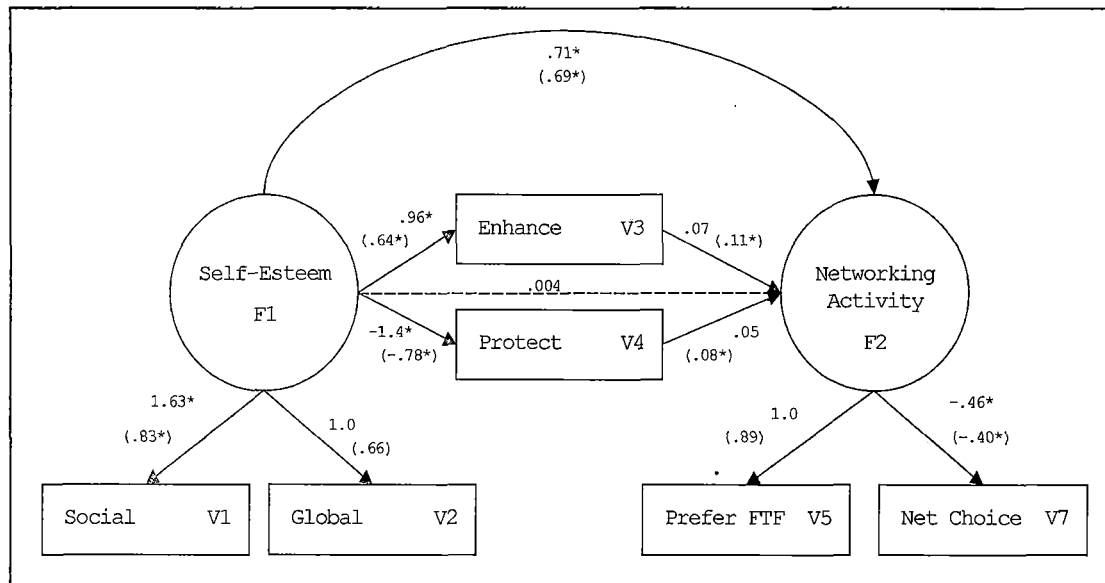 .71*
(.69*)
.96*
(.64*)
Enhance V3
.07
(.11*)
Self-Esteem
F1
.004
Networking
Activity
F2
-1.4*
(-.78*)
Protect V4
.05
(.08*)
1.63*
(.83*)
1.0
(.66)
1.0
(.89)
-.46*
(-.40*)
Social V1
Global V2
Prefer FTF V5
Net Choice V7